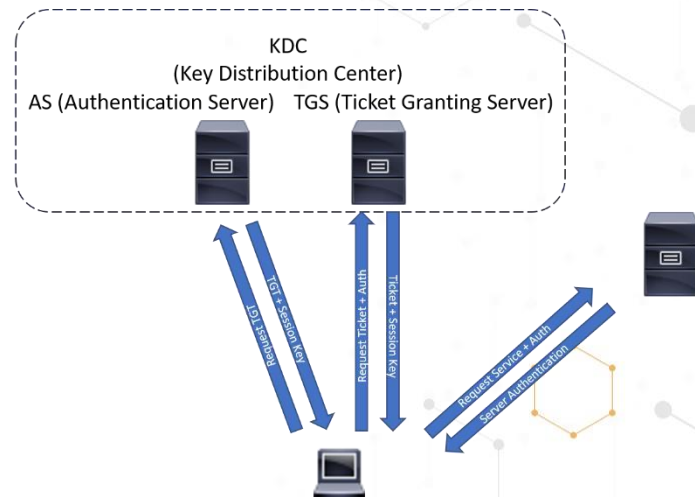 KDC
(Key Distribution Center)
AS (Authentication Server) TGS (Ticket Granting Server)
Request TGT
TGT + Session Key
Request Ticket + Auth
Ticket + Session Key
Request Service + Auth
Server Authentication